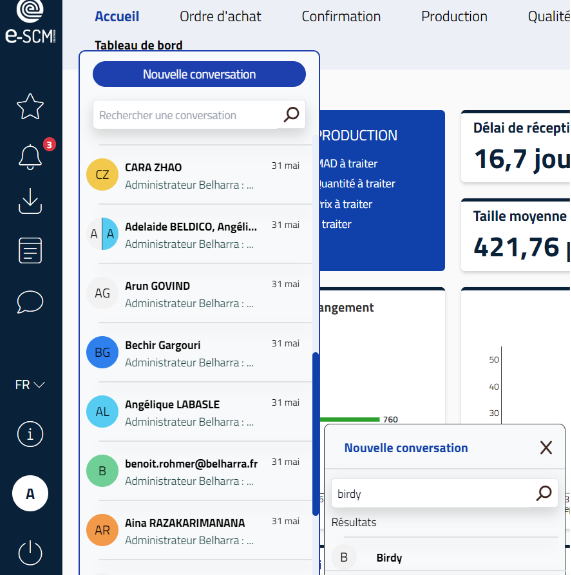 e-SCM
Accueil
Ordre d'achat
Confirmation
Production
Qualité
Tableau de bord
Nouvelle conversation
Rechercher une conversation
CZ
CARA ZHAO
31 mai
Administrateur Belharra : ...
A A
Adelaide BELDICO, Angéli...
31 mai
Administrateur Belharra : ...
AG
Arun GOVIND
31 mai
Administrateur Belharra : ...
BG
Bechir Gargouri
31 mai
Administrateur Belharra : ...
AL
Angélique LABASLE
31 mai
Administrateur Belharra : ...
B
benoit.rohmer@belharra.fr
31 mai
Administrateur Belharra : ...
AR
Aina RAZAKARIMANANA
31 mai
Administrateur Belharra : ...
3
FR
A
PRODUCTION
MAD à traiter
Quantité à traiter
Prix à traiter
traiter
Délai de récepti
16,7 jou
Taille moyenne
421,76
angement
760
50
40
30
Nouvelle conversation
birdy
Résultats
B
Birdy